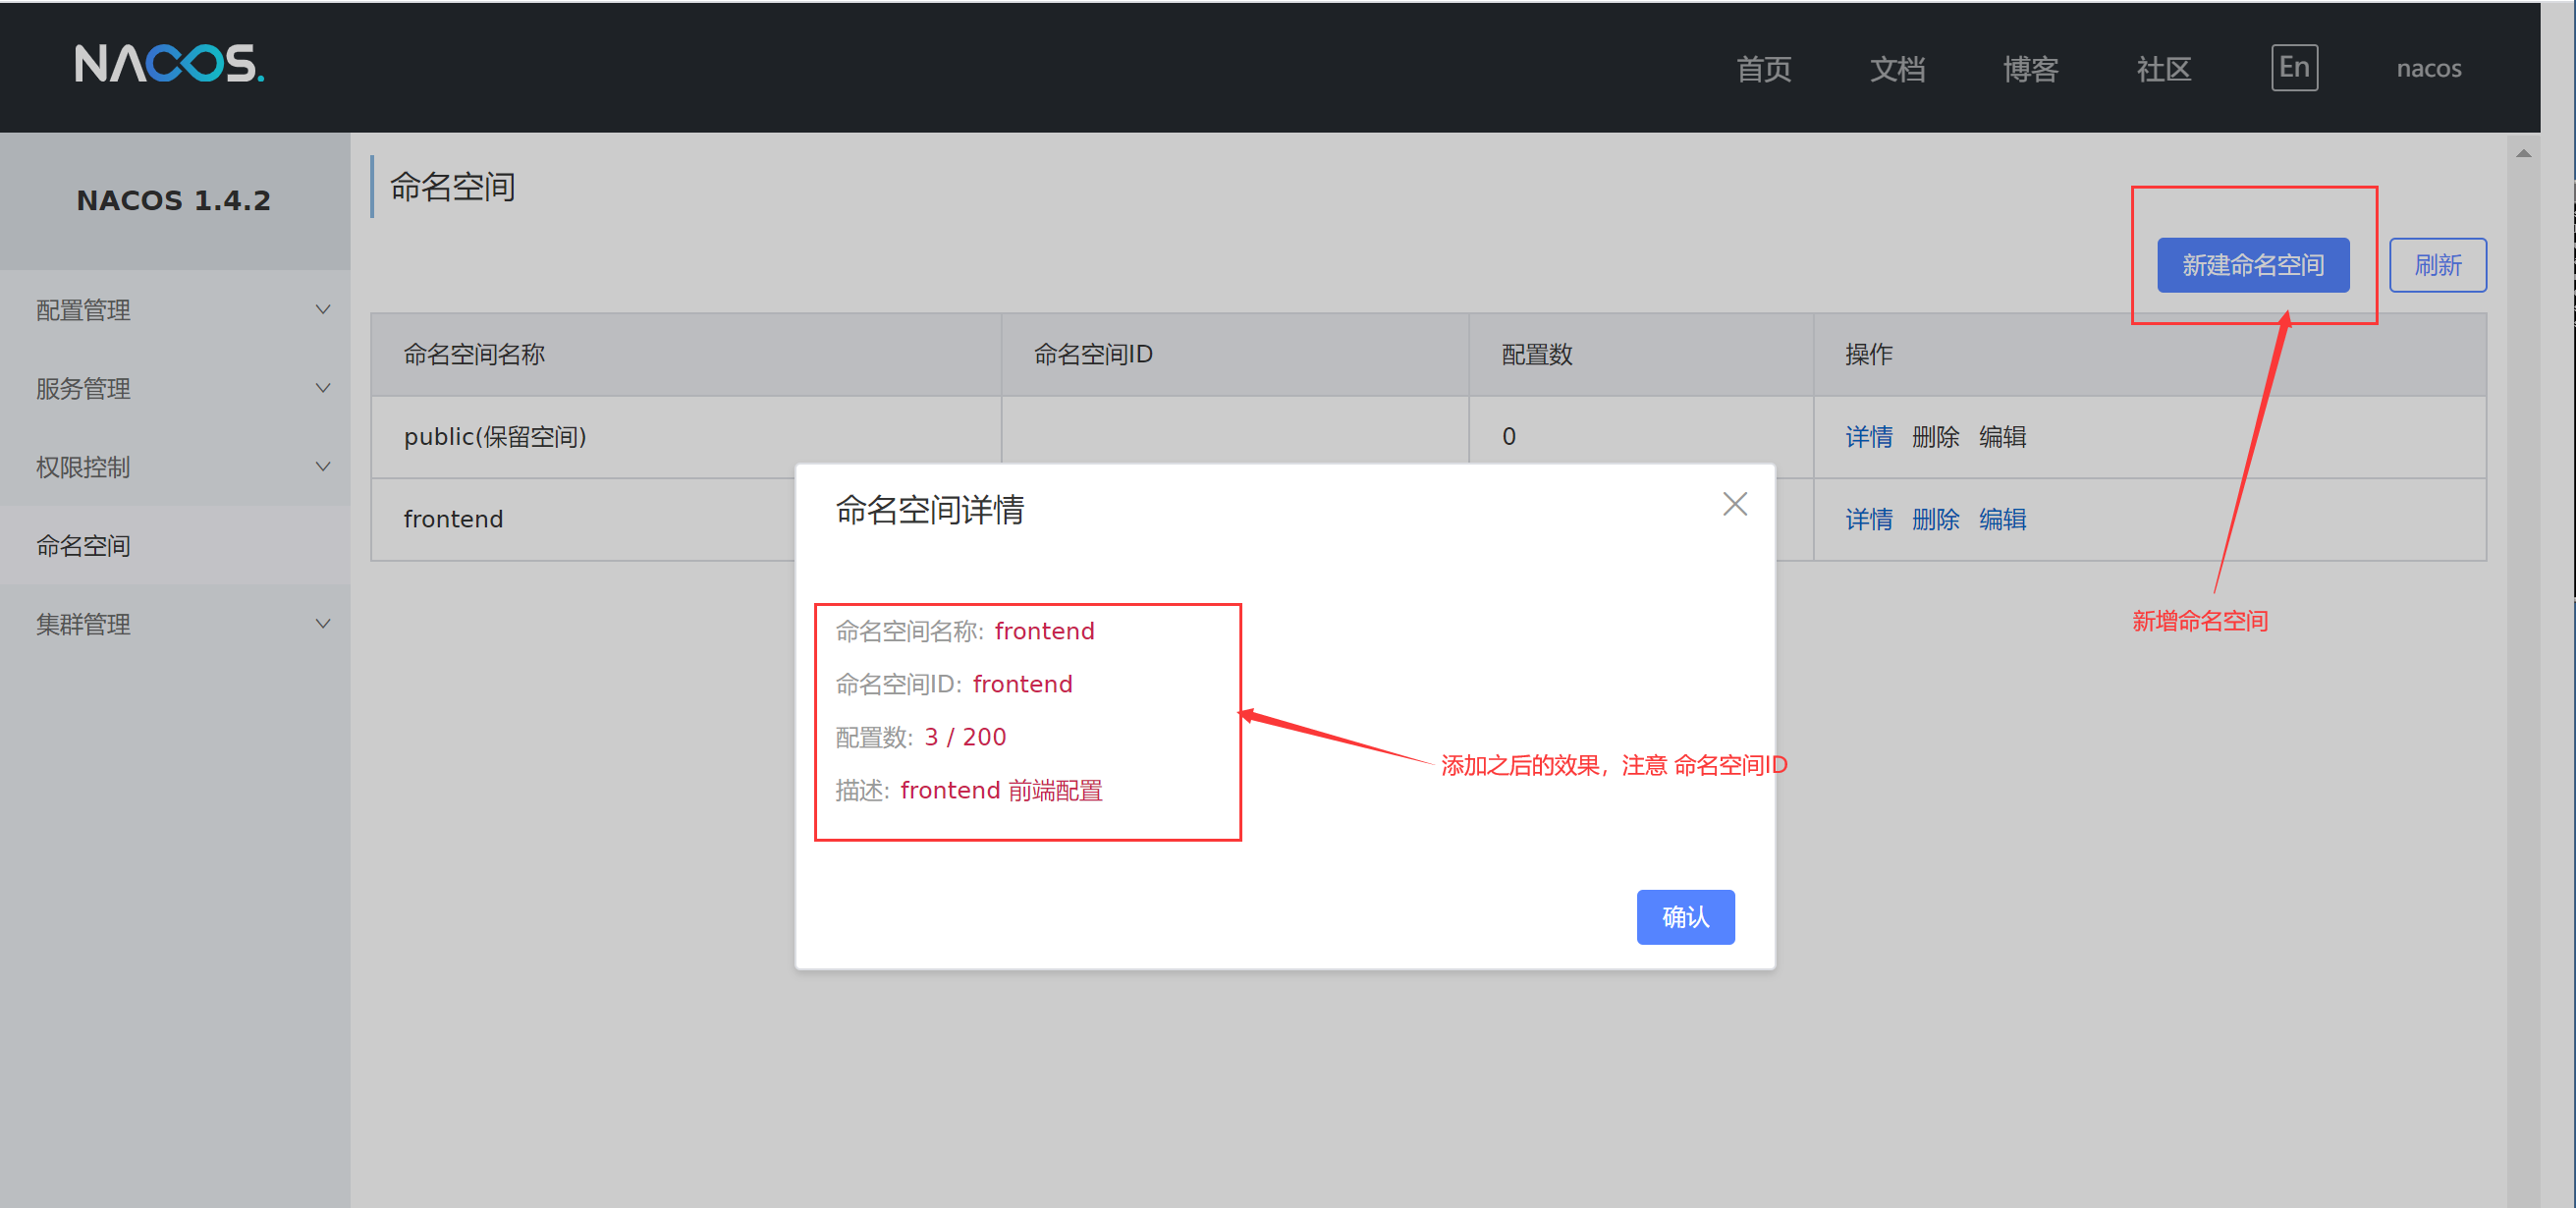 NACOS.
首页 文档 博客 社区 En nacos
NACOS 1.4.2
配置管理
服务管理
权限控制
命名空间
集群管理
命名空间
新建命名空间 刷新
命名空间名称 命名空间ID 配置数 操作
public(保留空间) 0 详情 删除 编辑
frontend 详情 删除 编辑
命名空间详情
命名空间名称: frontend
命名空间ID: frontend
配置数: 3 / 200
描述: frontend 前端配置
确认
新增命名空间
添加之后的效果，注意 命名空间ID